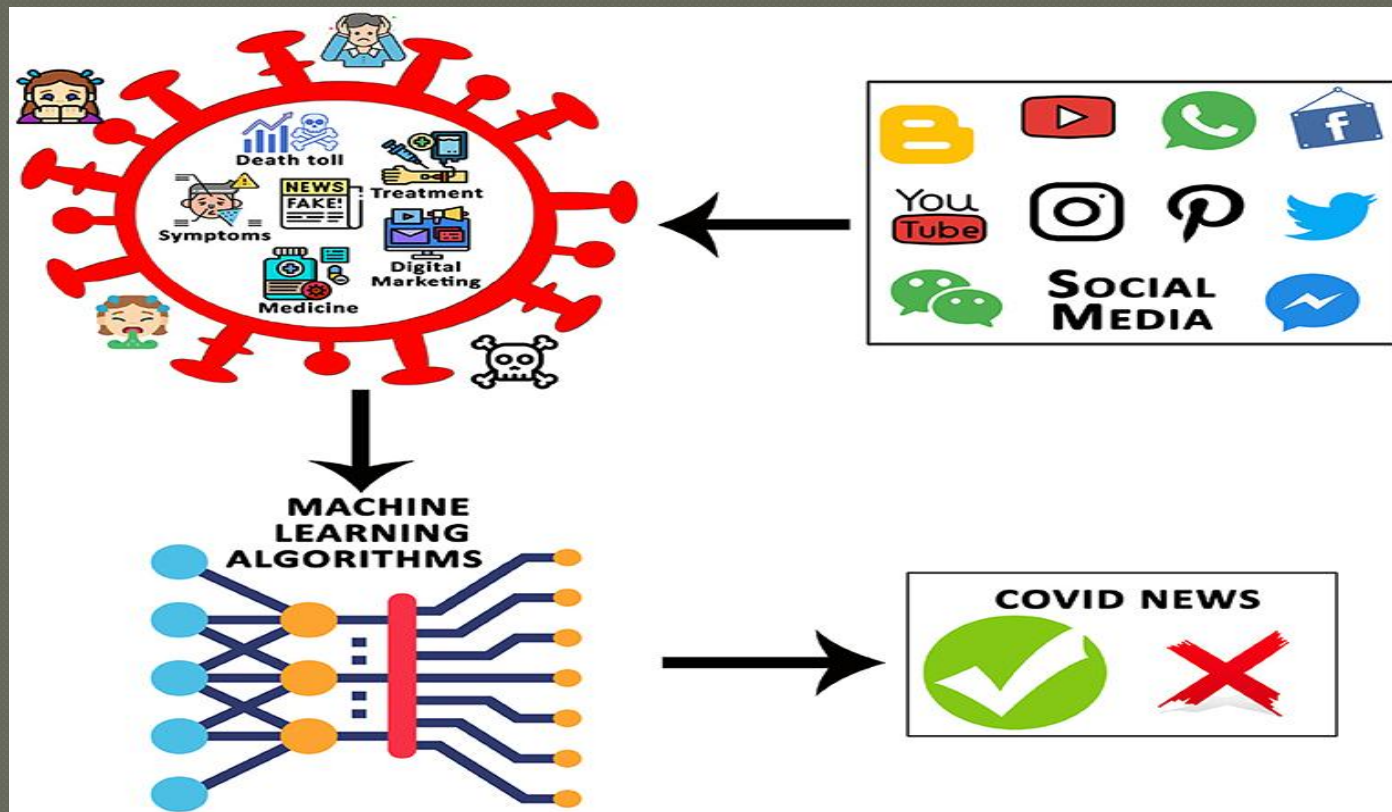 Death toll
NEWS
FAKE!
Treatment
Symptoms
Digital
Marketing
Medicine
f
You
Tube
SOCIAL
MEDIA
MACHINE
LEARNING
ALGORITHMS
COVID NEWS